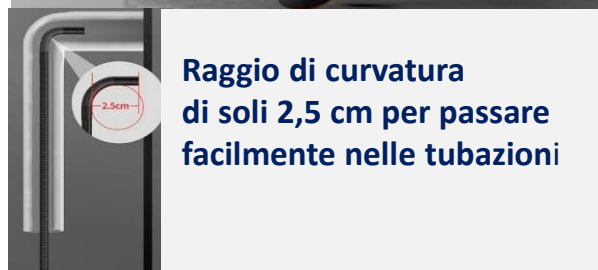 2.5cm
Raggio di curvatura
di soli 2,5 cm per passare
facilmente nelle tubazioni